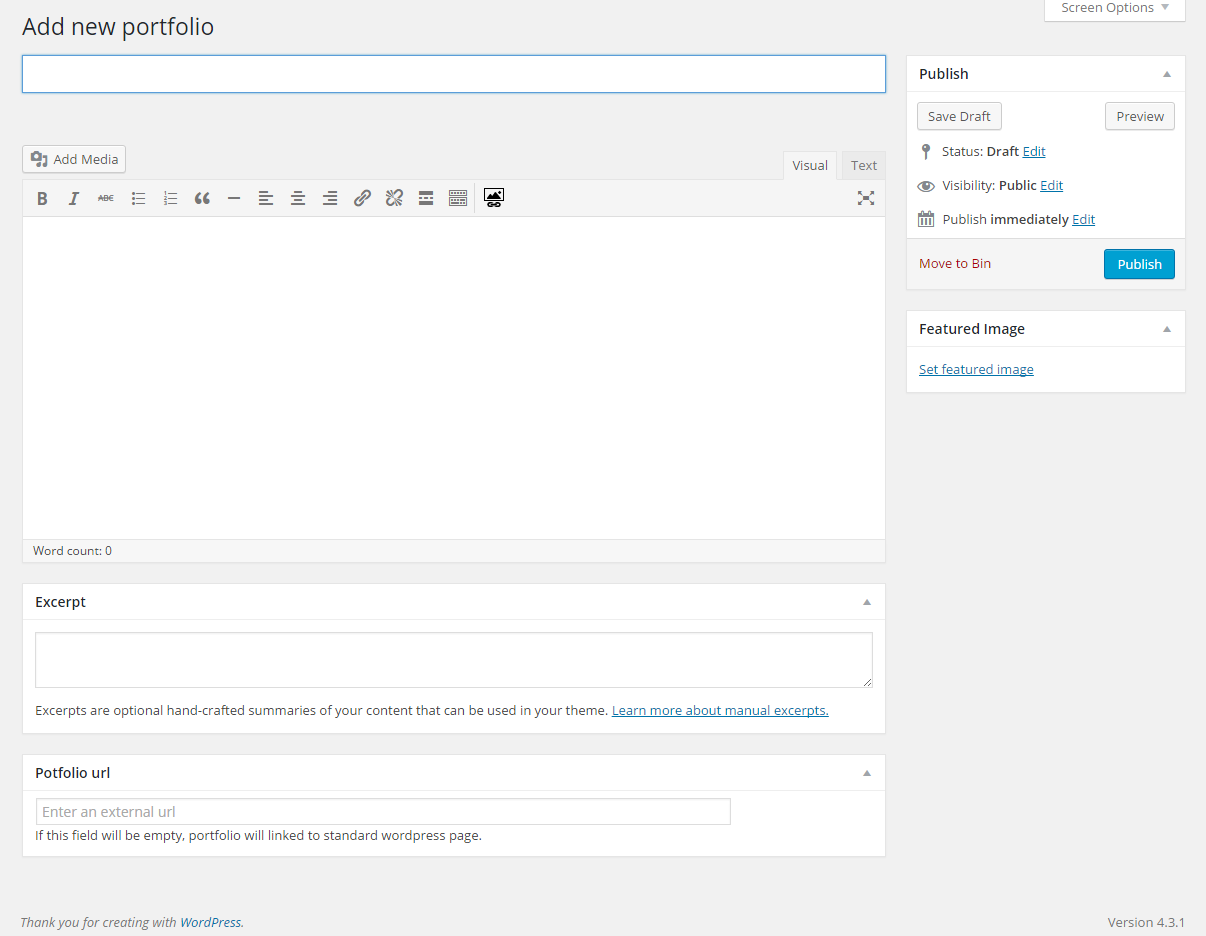 Screen Options
Add new portfolio
Publish
Save Draft Preview
Add Media
Status: Draft Edit
Visual Text
Visibility: Public Edit
B I ABC
Publish immediately Edit
Move to Bin Publish
Featured Image
Set featured image
Word count: 0
Excerpt
Excerpts are optional hand-crafted summaries of your content that can be used in your theme. Learn more about manual excerpts.
Potfolio url
Enter an external url
If this field will be empty, portfolio will linked to standard wordpress page.
Thank you for creating with WordPress.
Version 4.3.1